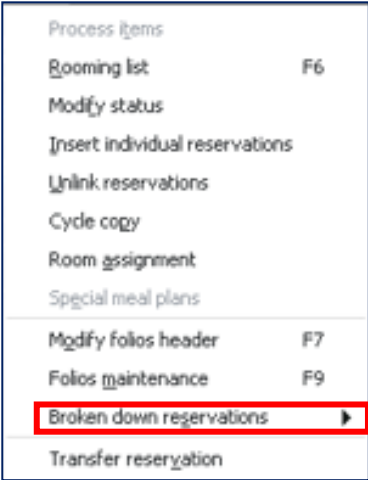 Process items
Rooming list F6
Modify status
Insert individual reservations
Unlink reservations
Cycle copy
Room assignment
Special meal plans
Modify folios header F7
Folios maintenance F9
Broken down reservations
Transfer reservation